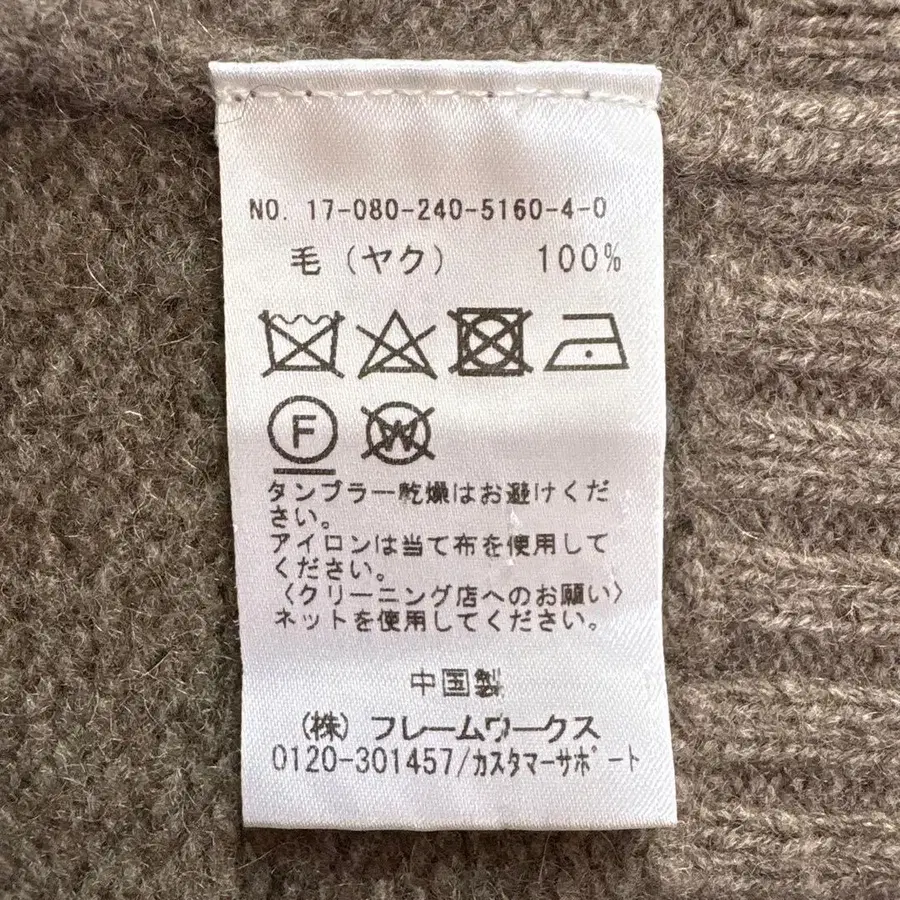 NO. 17-080-240-5160-4-0
毛（ヤク） 100%
F W
タンブラー乾燥はお避けくだ
さい。
アイロンは当て布を使用して
ください。
〈クリーニング店へのお願い〉
ネットを使用してください。
中国製
（株）フレームワークス
0120-301457/ｶｽﾀﾏｰｻﾎﾟｰﾄ